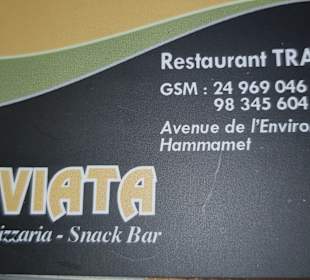 Restaurant TRA
GSM : 24 969 046
98 345 604
Avenue de l'Enviro
Hammamet
VIATA
izzaria - Snack Bar